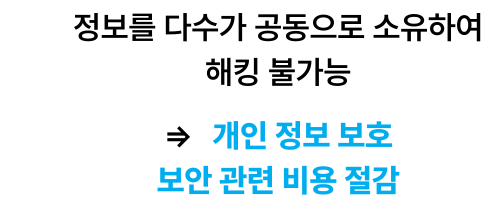 정보를 다수가 공동으로 소유하여
해킹 불가능
⇒ 개인 정보 보호
보안 관련 비용 절감